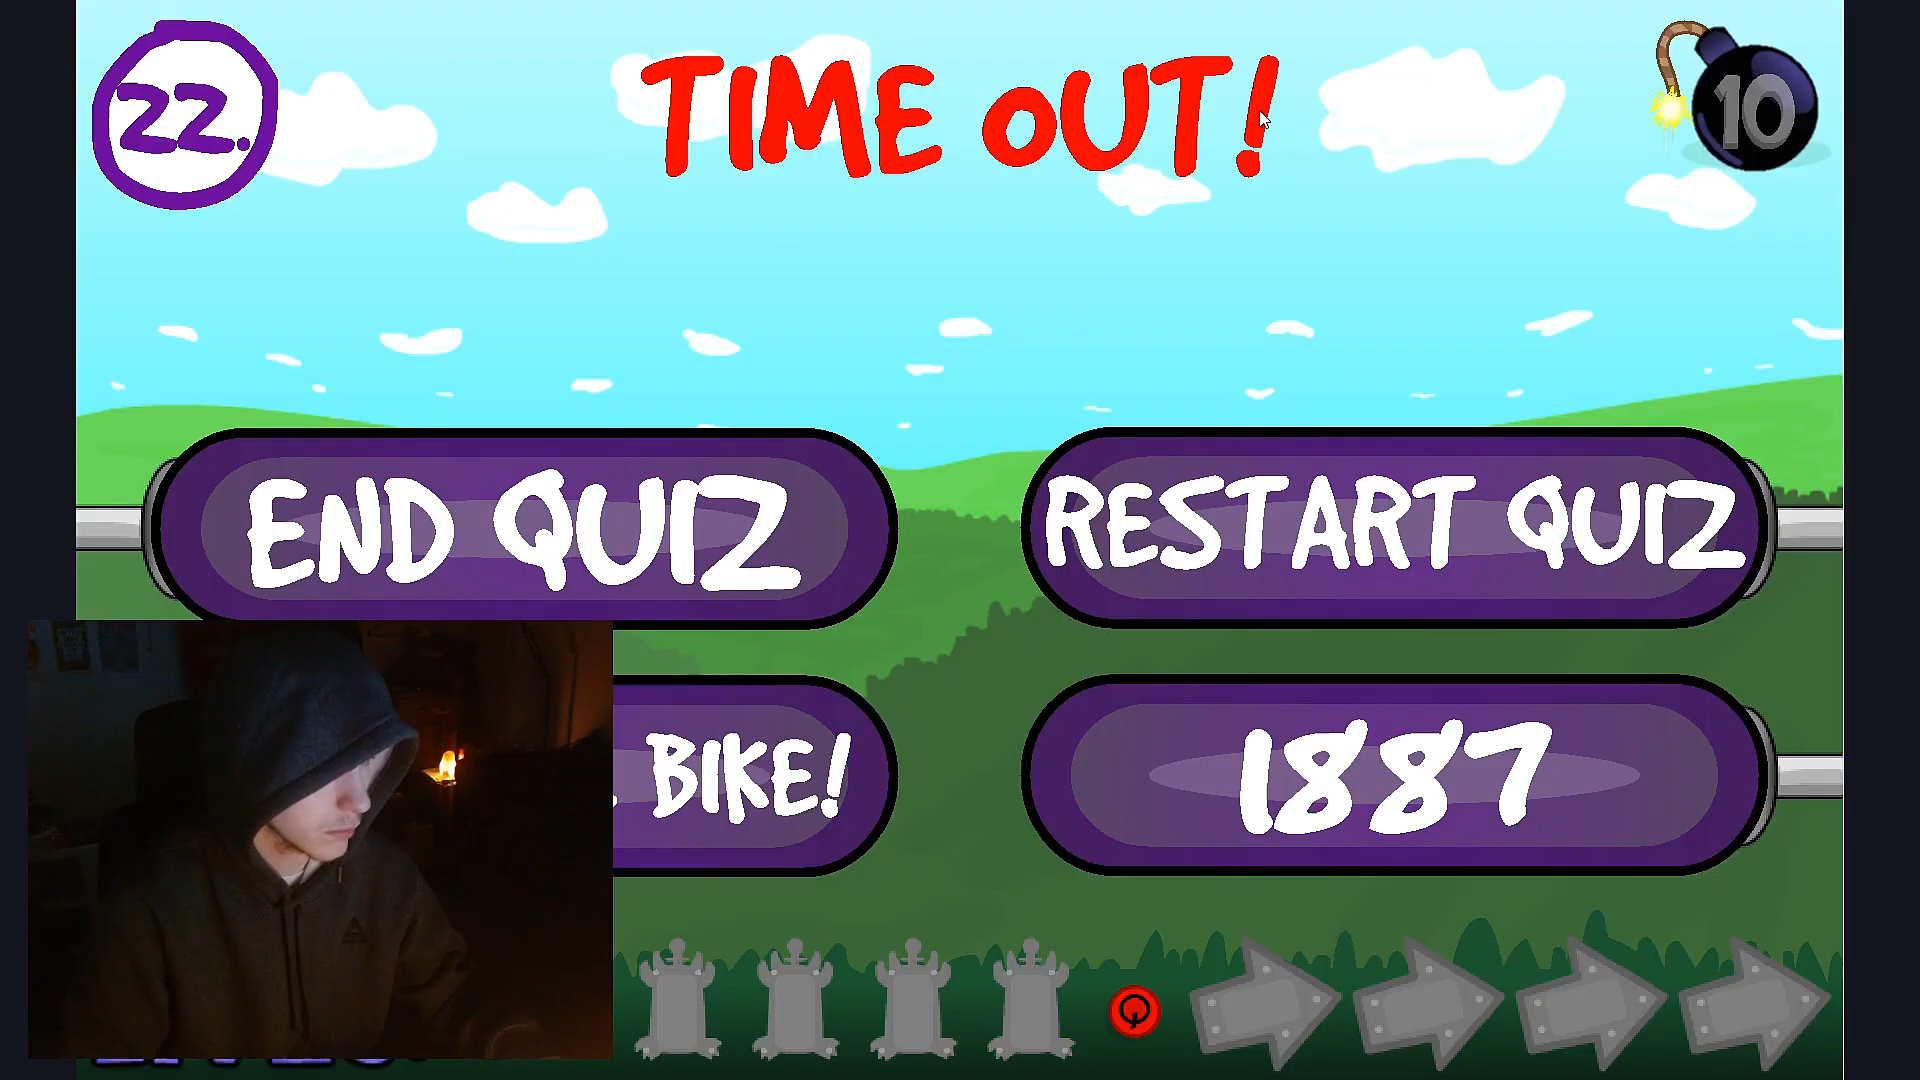 22.
TIME OUT!
10
END QUIZ
RESTART QUIZ
BIKE!
1887
Q